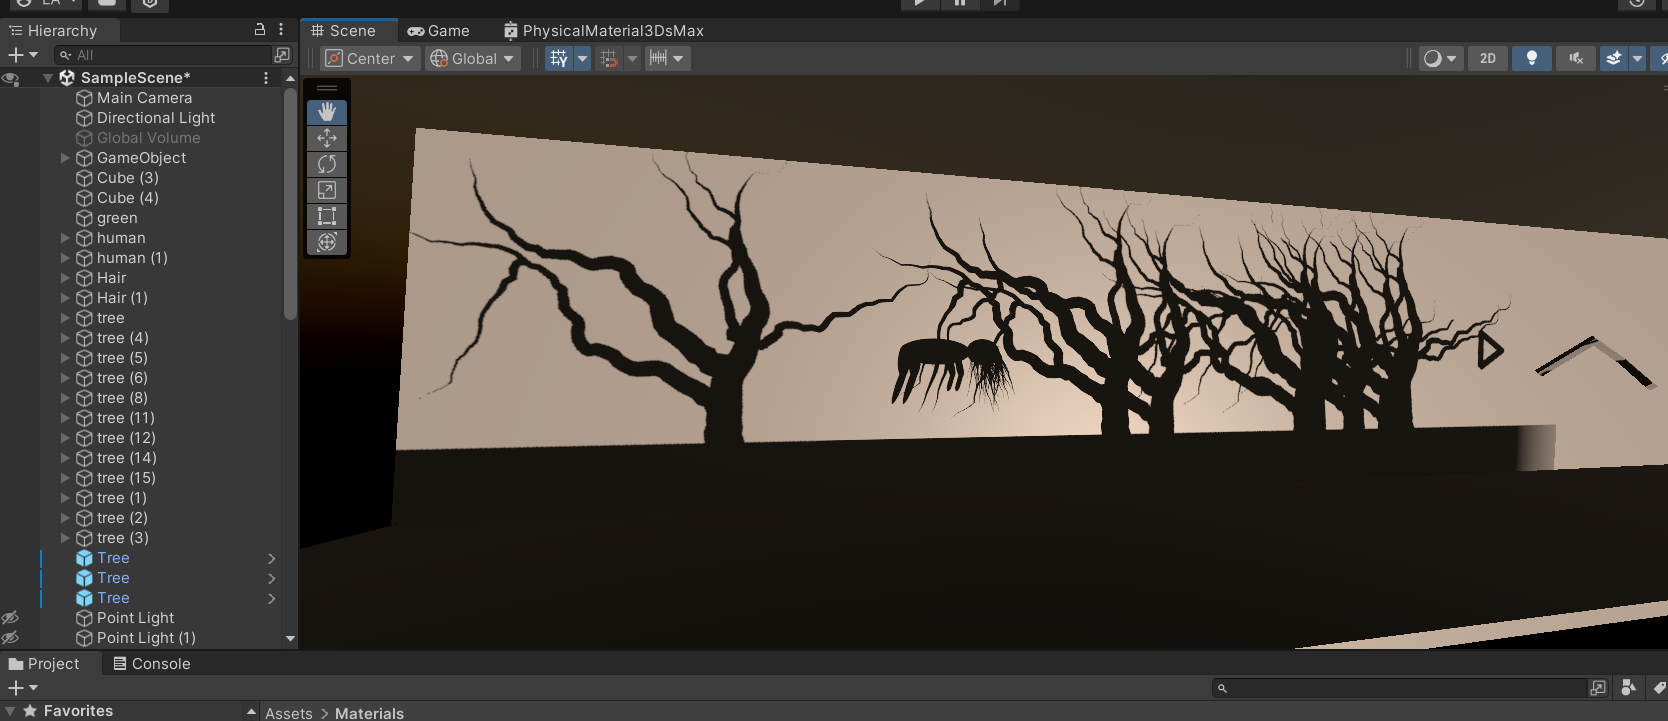 Hierarchy
Scene
Game
PhysicalMaterial3DsMax
All
Center
Global
2D
SampleScene*
Main Camera
Directional Light
Global Volume
GameObject
Cube (3)
Cube (4)
green
human
human (1)
Hair
Hair (1)
tree
tree (4)
tree (5)
tree (6)
tree (8)
tree (11)
tree (12)
tree (14)
tree (15)
tree (1)
tree (2)
tree (3)
Tree
Tree
Tree
Point Light
Point Light (1)
Project
Console
Favorites
Assets > Materials